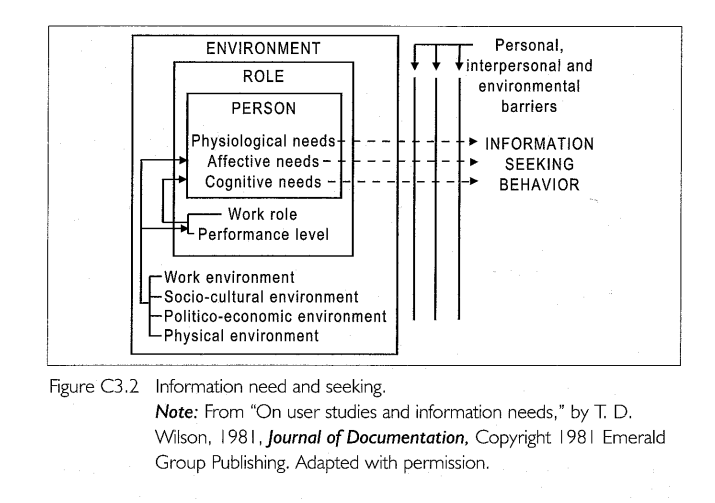 ENVIRONMENT
ROLE
PERSON
Physiological needs
Affective needs
Cognitive needs
Work role
Performance level
Work environment
Socio-cultural environment
Politico-economic environment
Physical environment
Personal,
interpersonal and
environmental
barriers
INFORMATION
SEEKING
BEHAVIOR
Figure C3.2 Information need and seeking.
Note: From “On user studies and information needs,” by T. D.
Wilson, 1981, Journal of Documentation, Copyright 1981 Emerald
Group Publishing. Adapted with permission.